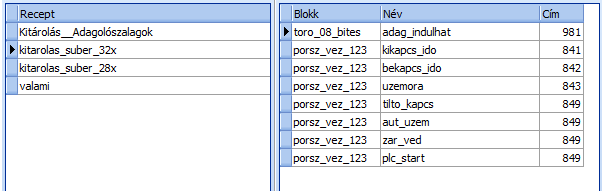 Recept
Kitárolás__Adagolószalagok
kitarolas_suber_32x
kitarolas_suber_28x
valami
Blokk Név Cím
toro_08_bites adag_indulhat 981
porsz_vez_123 kikapcs_ido 841
porsz_vez_123 bekapcs_ido 842
porsz_vez_123 uzemora 843
porsz_vez_123 tilto_kapcs 849
porsz_vez_123 aut_uzem 849
porsz_vez_123 zar_ved 849
porsz_vez_123 plc_start 849